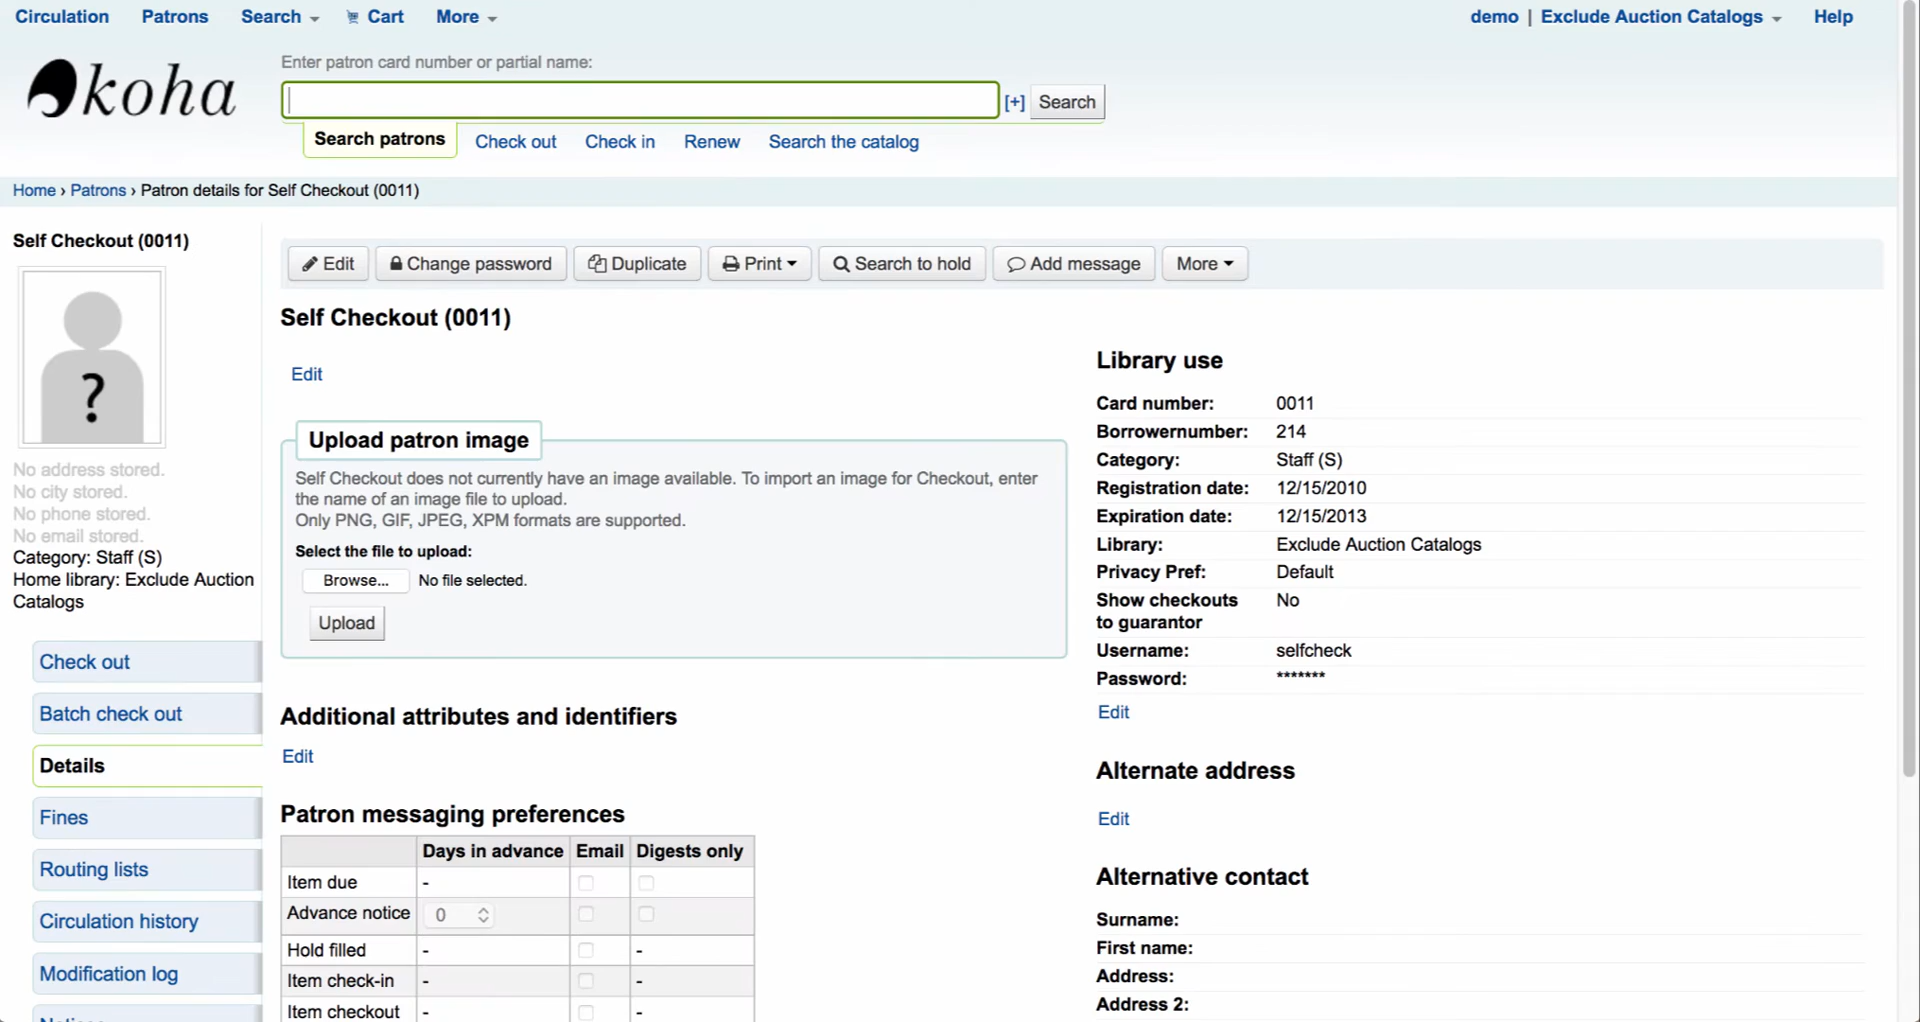 Circulation Patrons Search Cart More demo | Exclude Auction Catalogs Help
koha
Enter patron card number or partial name:
[+] Search
Search patrons Check out Check in Renew Search the catalog
Home › Patrons › Patron details for Self Checkout (0011)
Self Checkout (0011)
?
No address stored.
No city stored.
No phone stored.
No email stored.
Category: Staff (S)
Home library: Exclude Auction
Catalogs
Check out
Batch check out
Details
Fines
Routing lists
Circulation history
Modification log
Edit Change password Duplicate Print Search to hold Add message More
Self Checkout (0011)
Edit
Upload patron image
Self Checkout does not currently have an image available. To import an image for Checkout, enter
the name of an image file to upload.
Only PNG, GIF, JPEG, XPM formats are supported.
Select the file to upload:
Browse... No file selected.
Upload
Additional attributes and identifiers
Edit
Patron messaging preferences
Days in advance Email Digests only
Item due -
Advance notice 0
Hold filled - -
Item check-in - -
Item checkout - -
Library use
Card number: 0011
Borrowernumber: 214
Category: Staff (S)
Registration date: 12/15/2010
Expiration date: 12/15/2013
Library: Exclude Auction Catalogs
Privacy Pref: Default
Show checkouts No
to guarantor
Username: selfcheck
Password: *******
Edit
Alternate address
Edit
Alternative contact
Surname:
First name:
Address:
Address 2: